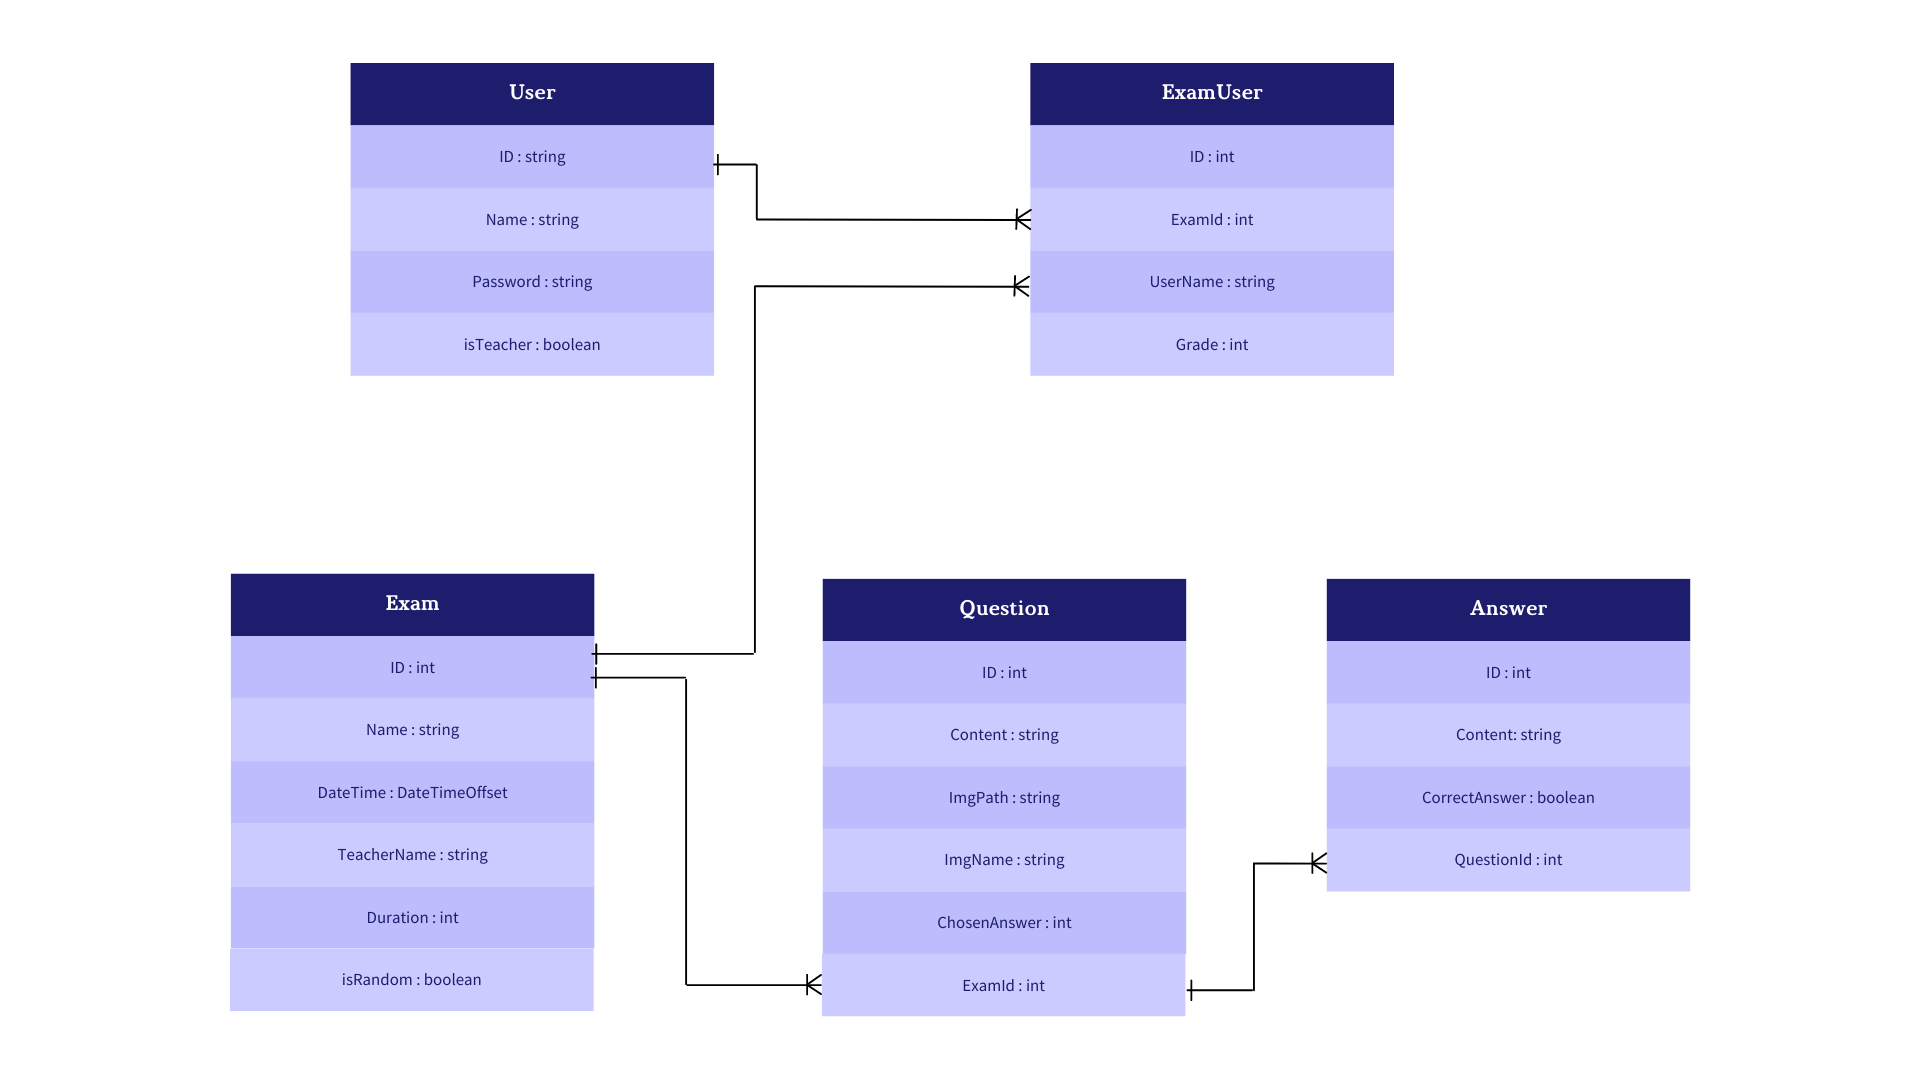 User
ID : string
Name : string
Password : string
isTeacher : boolean
ExamUser
ID : int
ExamId : int
UserName : string
Grade : int
Exam
ID : int
Name : string
DateTime : DateTimeOffset
TeacherName : string
Duration : int
isRandom : boolean
Question
ID : int
Content : string
ImgPath : string
ImgName : string
ChosenAnswer : int
ExamId : int
Answer
ID : int
Content: string
CorrectAnswer : boolean
QuestionId : int